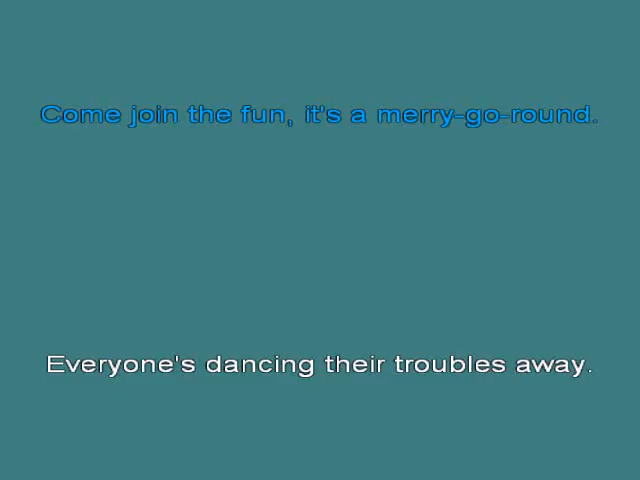 Come join the fun, it's a merry-go-round.
Everyone's dancing their troubles away.